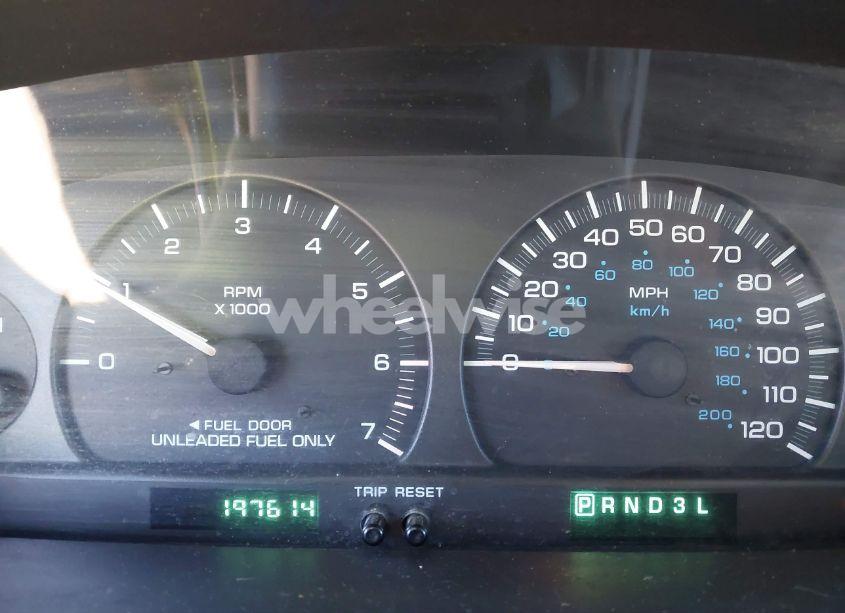 0 1 2 3 4 5 6 7
RPM
X 1000
◄ FUEL DOOR
UNLEADED FUEL ONLY
0 10 20 30 40 50 60 70 80 90 100 110 120
20 40 60 80 100 120 140 160 180 200
MPH
km/h
wheelwise
TRIP RESET
197614
P R N D 3 L